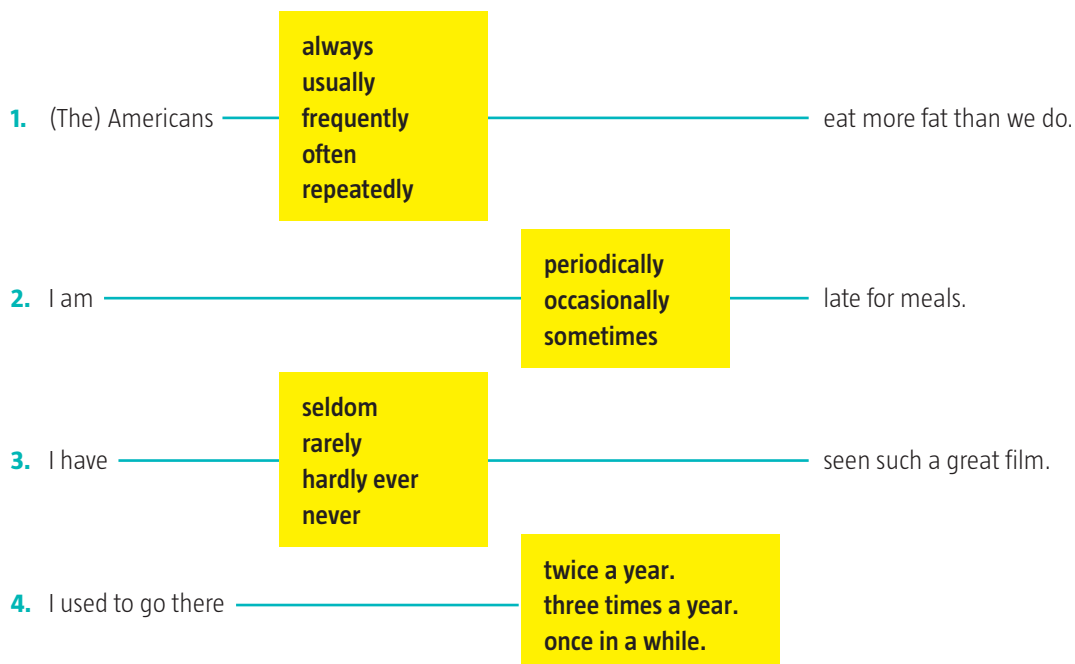 always
usually
1. (The) Americans frequently eat more fat than we do.
often
repeatedly
periodically
2. I am occasionally late for meals.
sometimes
seldom
3. I have rarely seen such a great film.
hardly ever
never
twice a year.
4. I used to go there three times a year.
once in a while.